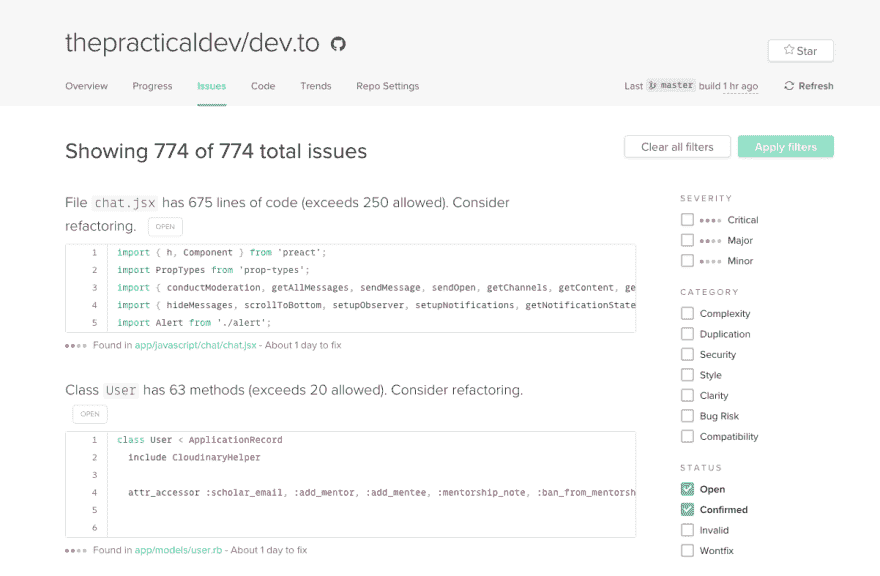 thepracticaldev/dev.to
Star
Overview Progress Issues Code Trends Repo Settings
Last master build 1 hr ago Refresh
Showing 774 of 774 total issues
Clear all filters Apply filters
File chat.jsx has 675 lines of code (exceeds 250 allowed). Consider
refactoring. OPEN
1 import { h, Component } from 'preact';
2 import PropTypes from 'prop-types';
3 import { conductModeration, getAllMessages, sendMessage, sendOpen, getChannels, getContent, ge
4 import { hideMessages, scrollToBottom, setupObserver, setupNotifications, getNotificationState
5 import Alert from './alert';
Found in app/javascript/chat/chat.jsx - About 1 day to fix
Class User has 63 methods (exceeds 20 allowed). Consider refactoring.
OPEN
1 class User < ApplicationRecord
2 include CloudinaryHelper
3
4 attr_accessor :scholar_email, :add_mentor, :add_mentee, :mentorship_note, :ban_from_mentorsh
5
6
Found in app/models/user.rb - About 1 day to fix
SEVERITY
Critical
Major
Minor
CATEGORY
Complexity
Duplication
Security
Style
Clarity
Bug Risk
Compatibility
STATUS
Open
Confirmed
Invalid
Wontfix